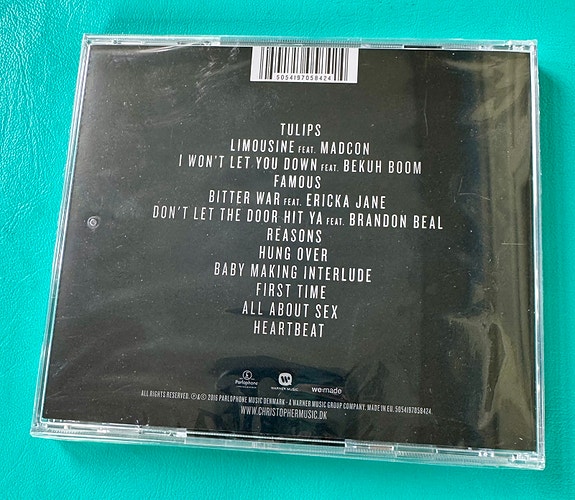 5054197058424
TULIPS
LIMOUSINE FEAT. MADCON
I WON'T LET YOU DOWN FEAT. BEKUH BOOM
FAMOUS
BITTER WAR FEAT. ERICKA JANE
DON'T LET THE DOOR HIT YA FEAT. BRANDON BEAL
REASONS
HUNG OVER
BABY MAKING INTERLUDE
FIRST TIME
ALL ABOUT SEX
HEARTBEAT
Parlophone WARNER MUSIC we made
ALL RIGHTS RESERVED. ℗&© 2016 PARLOPHONE MUSIC DENMARK - A WARNER MUSIC GROUP COMPANY, MADE IN EU. 5054197058424
WWW.CHRISTOPHERMUSIC.DK